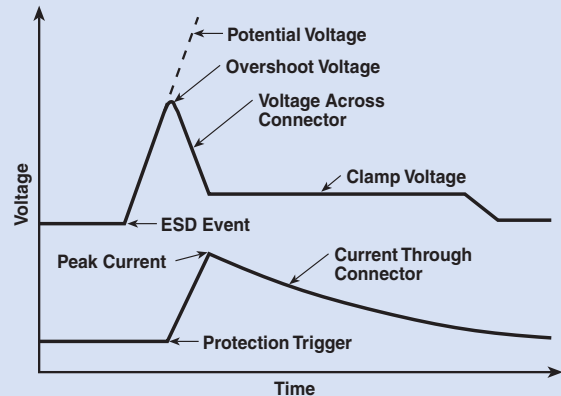 Potential Voltage
Overshoot Voltage
Voltage Across
Connector
Clamp Voltage
Voltage
ESD Event
Peak Current
Current Through
Connector
Protection Trigger
Time